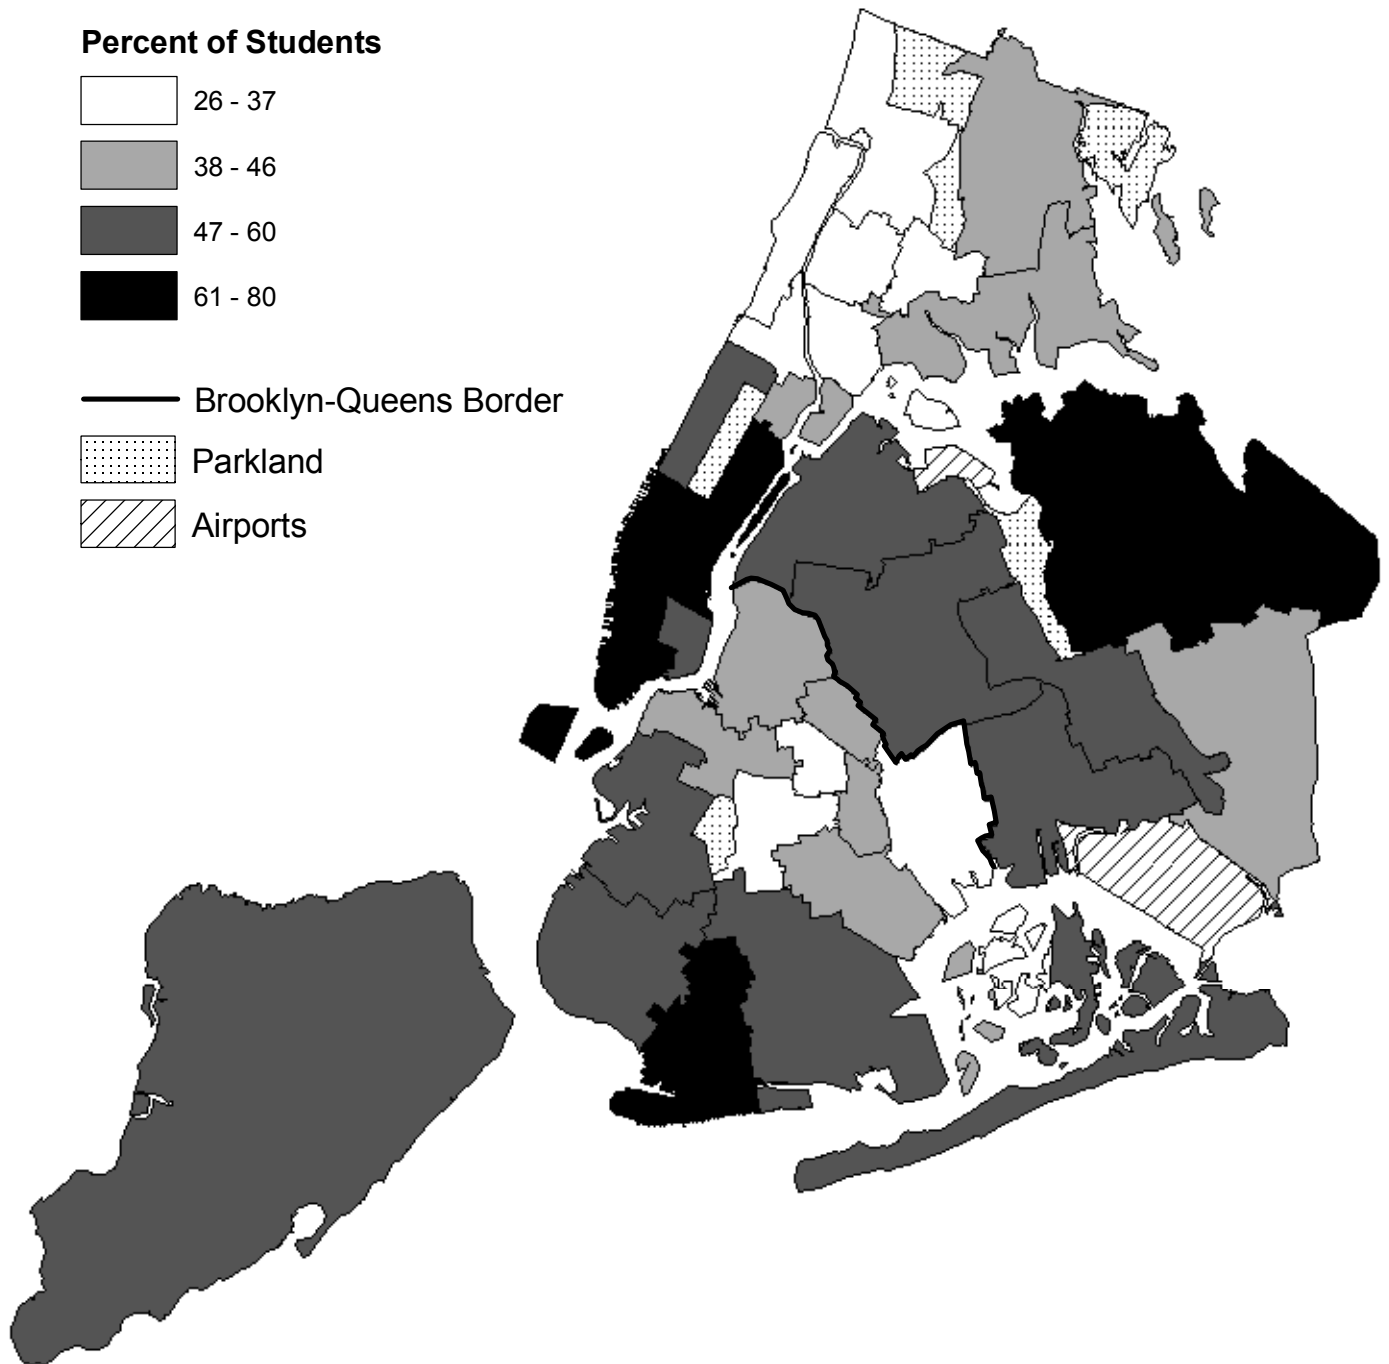 Percent of Students
26 - 37
38 - 46
47 - 60
61 - 80
Brooklyn-Queens Border
Parkland
Airports